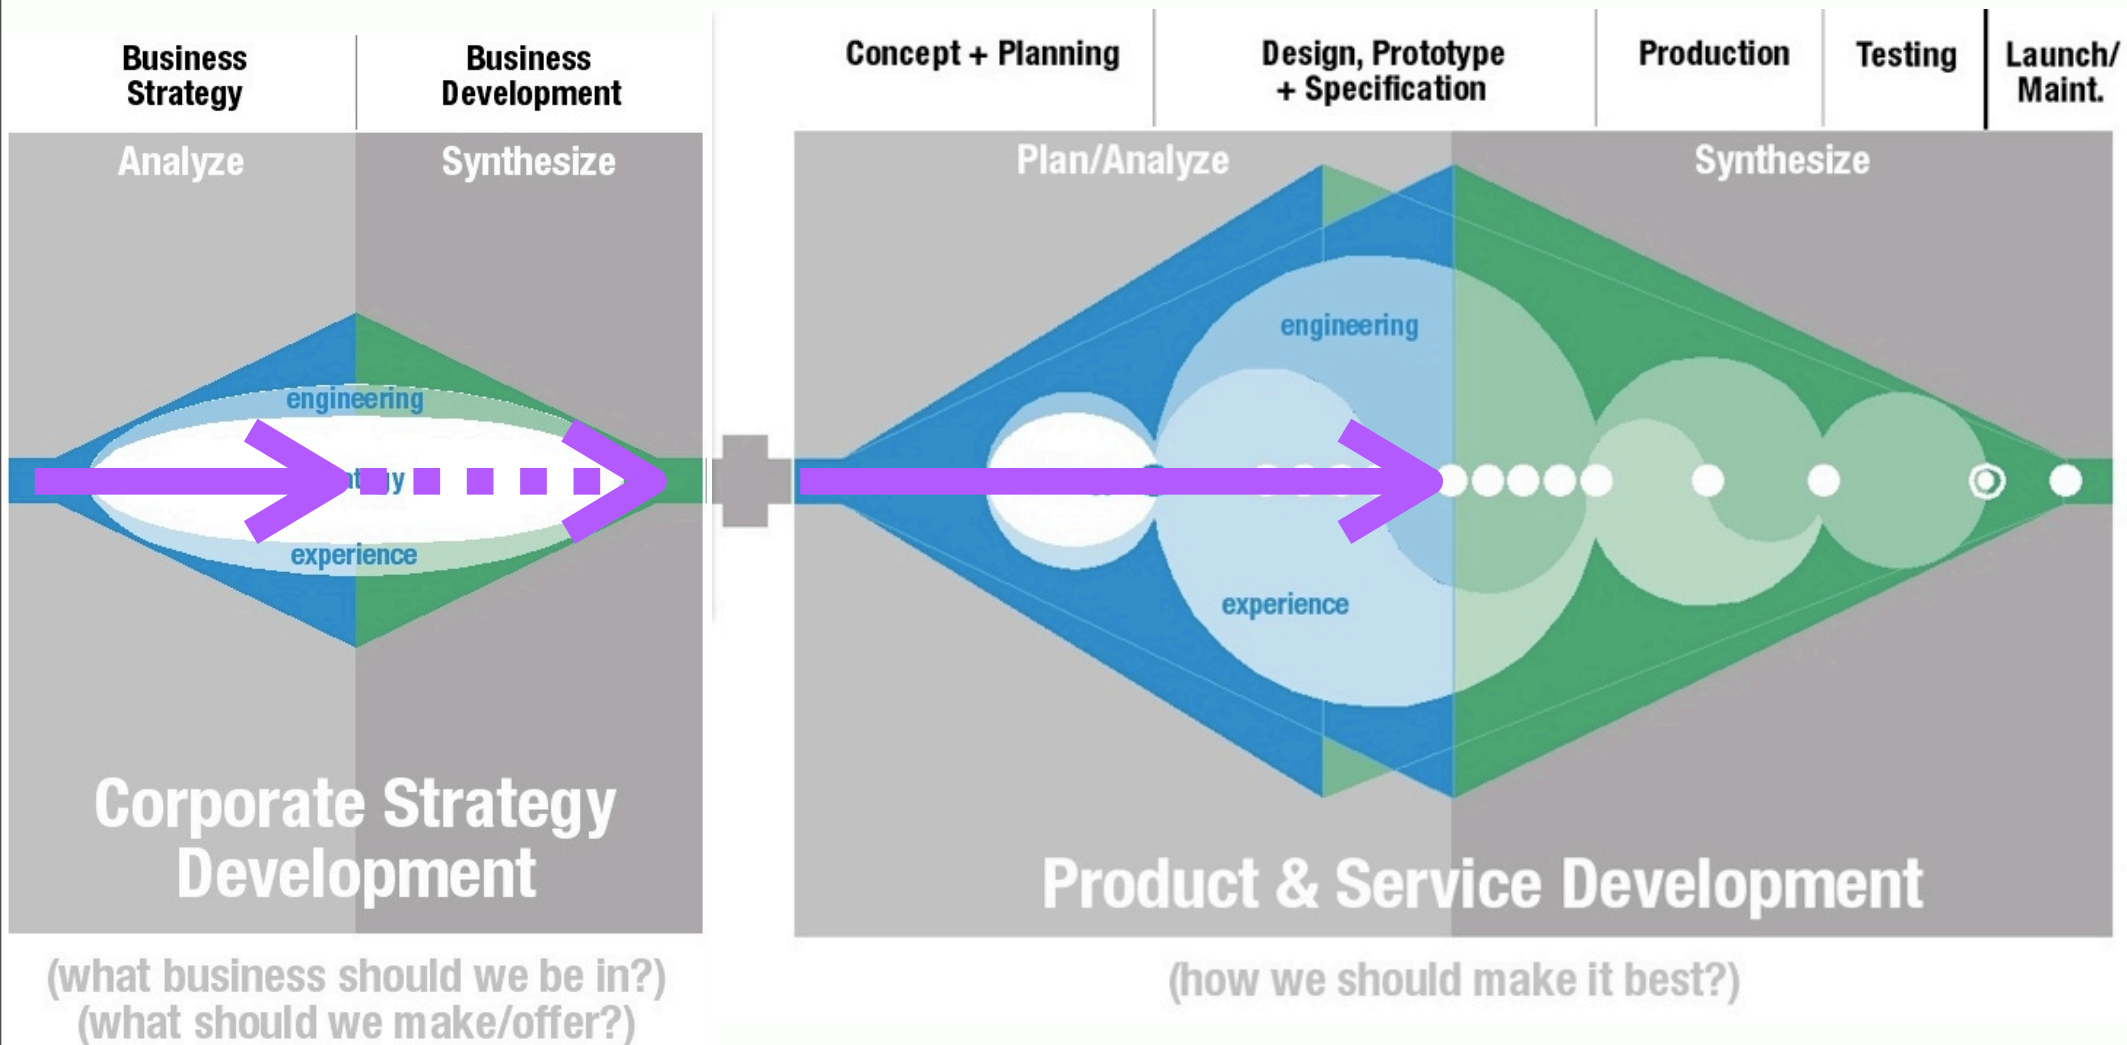 Business
Strategy
Business
Development
Analyze
Synthesize
engineering
experience
Corporate Strategy
Development
(what business should we be in?)
(what should we make/offer?)
Concept + Planning
Design, Prototype
+ Specification
Production
Testing
Launch/
Maint.
Plan/Analyze
Synthesize
engineering
experience
Product & Service Development
(how we should make it best?)